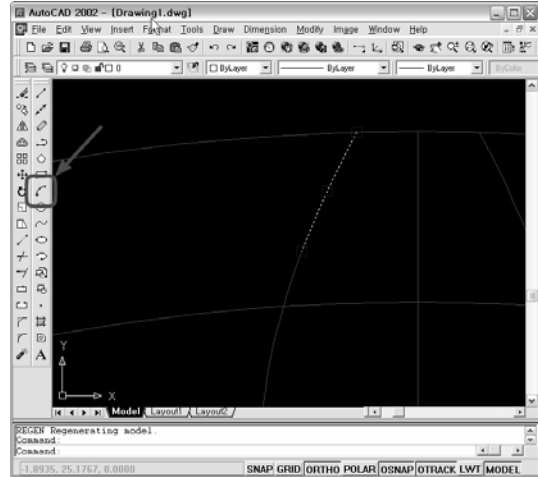 AutoCAD 2002 - [Drawing1.dwg]
File Edit View Insert Format Tools Draw Dimension Modify Image Window Help
0 ByLayer ByLayer ByLayer ByColor
A
Y
X
Model Layout1 Layout2
REGEN Regenerating model.
Command:
Command:
-1.8935, 25.1767, 0.0000 SNAP GRID ORTHO POLAR OSNAP OTRACK LWT MODEL